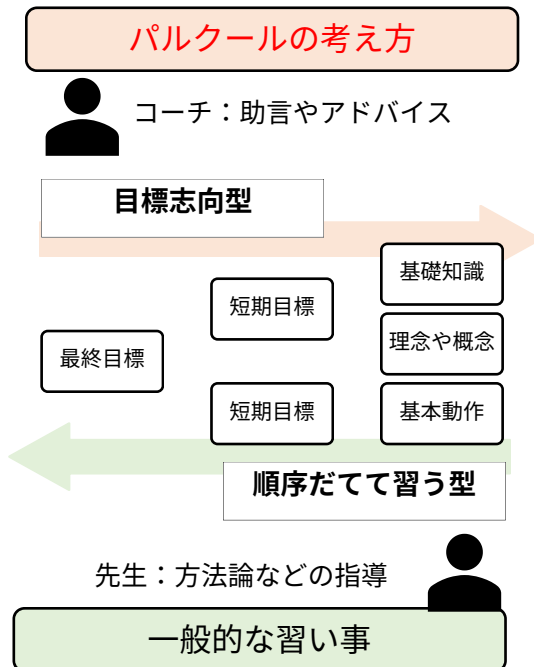 パルクールの考え方
コーチ：助言やアドバイス
目標志向型
基礎知識
短期目標
理念や概念
最終目標
短期目標
基本動作
順序だてて習う型
先生：方法論などの指導
一般的な習い事